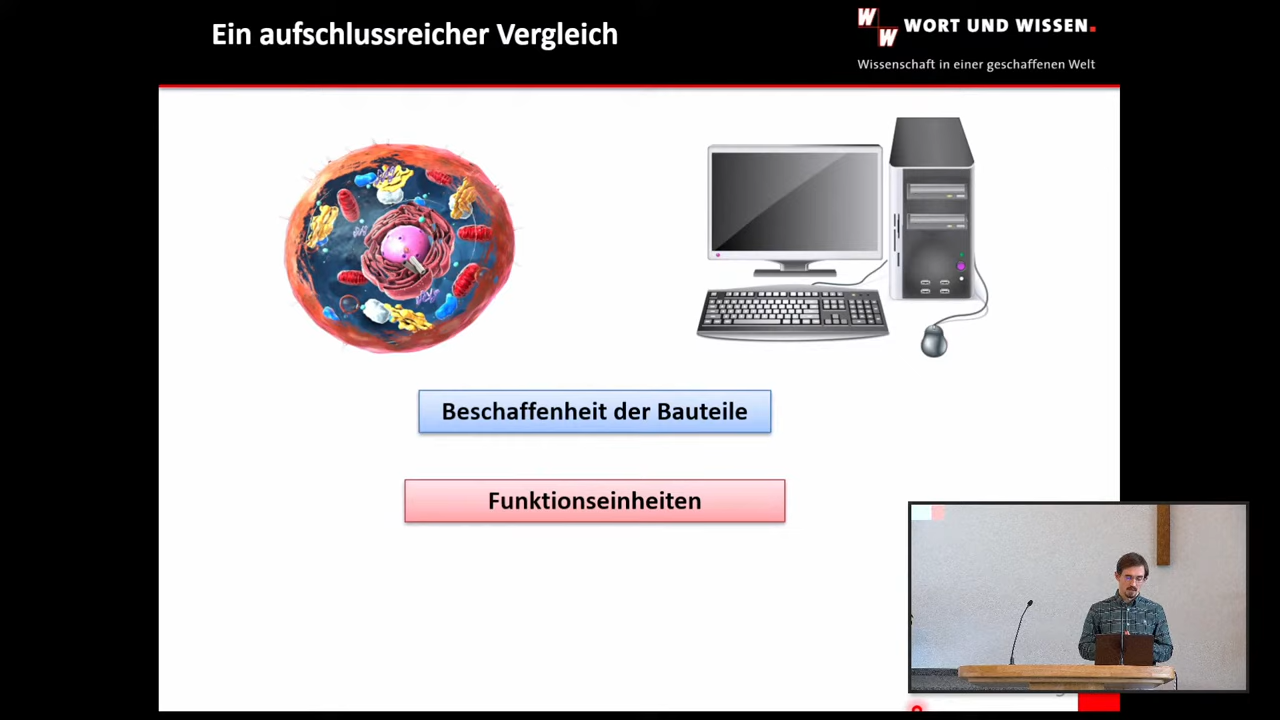 Ein aufschlussreicher Vergleich
WORT UND WISSEN.
Wissenschaft in einer geschaffenen Welt
Beschaffenheit der Bauteile
Funktionseinheiten